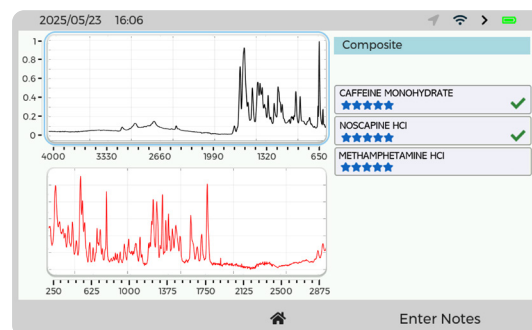 2025/05/23 16:06
Composite
CAFFEINE MONOHYDRATE
NOSCAPINE HCl
METHAMPHETAMINE HCl
1
0.8
0.6
0.4
0.2
0
4000 3330 2660 1990 1320 650
250 625 1000 1375 1750 2125 2500 2875
Enter Notes